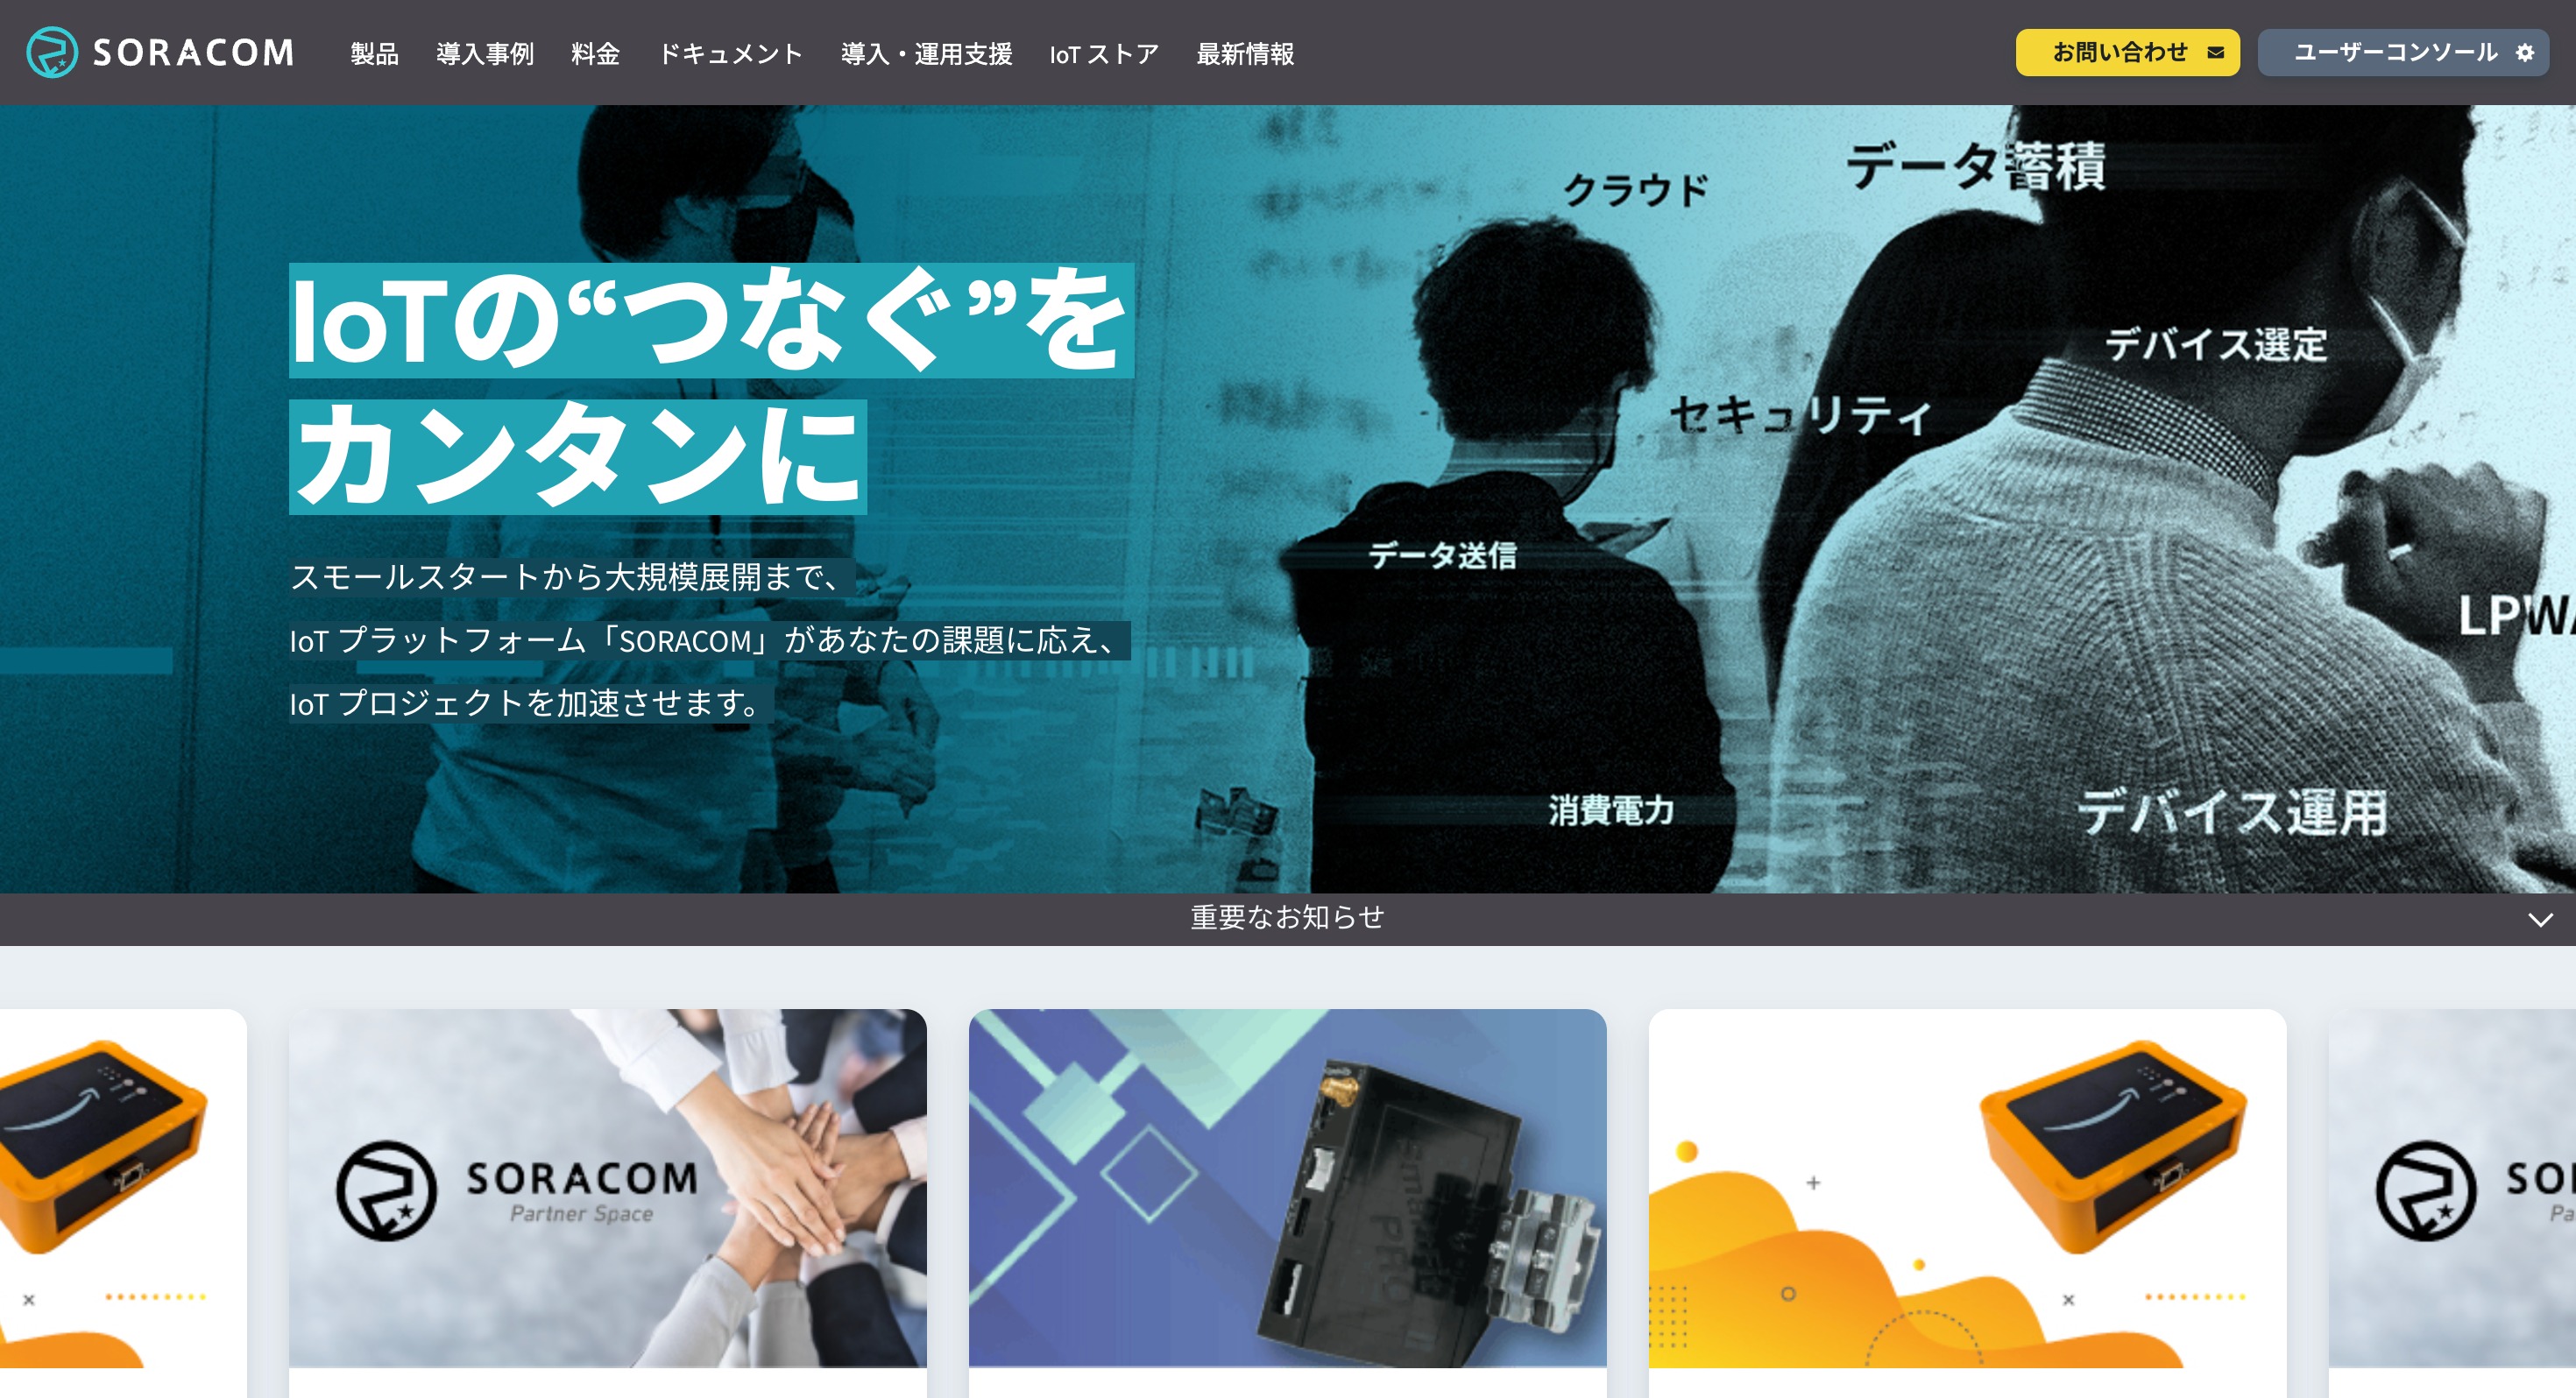 SORACOM
製品 導入事例 料金 ドキュメント 導入・運用支援 IoT ストア 最新情報
お問い合わせ
ユーザーコンソール
データ蓄積
クラウド
IoTの“つなぐ”を
カンタンに
デバイス選定
セキュリティ
データ送信
スモールスタートから大規模展開まで、
IoT プラットフォーム「SORACOM」があなたの課題に応え、
IoT プロジェクトを加速させます。
LPWA
消費電力
デバイス運用
重要なお知らせ
SORACOM
Partner Space
SO
Pa